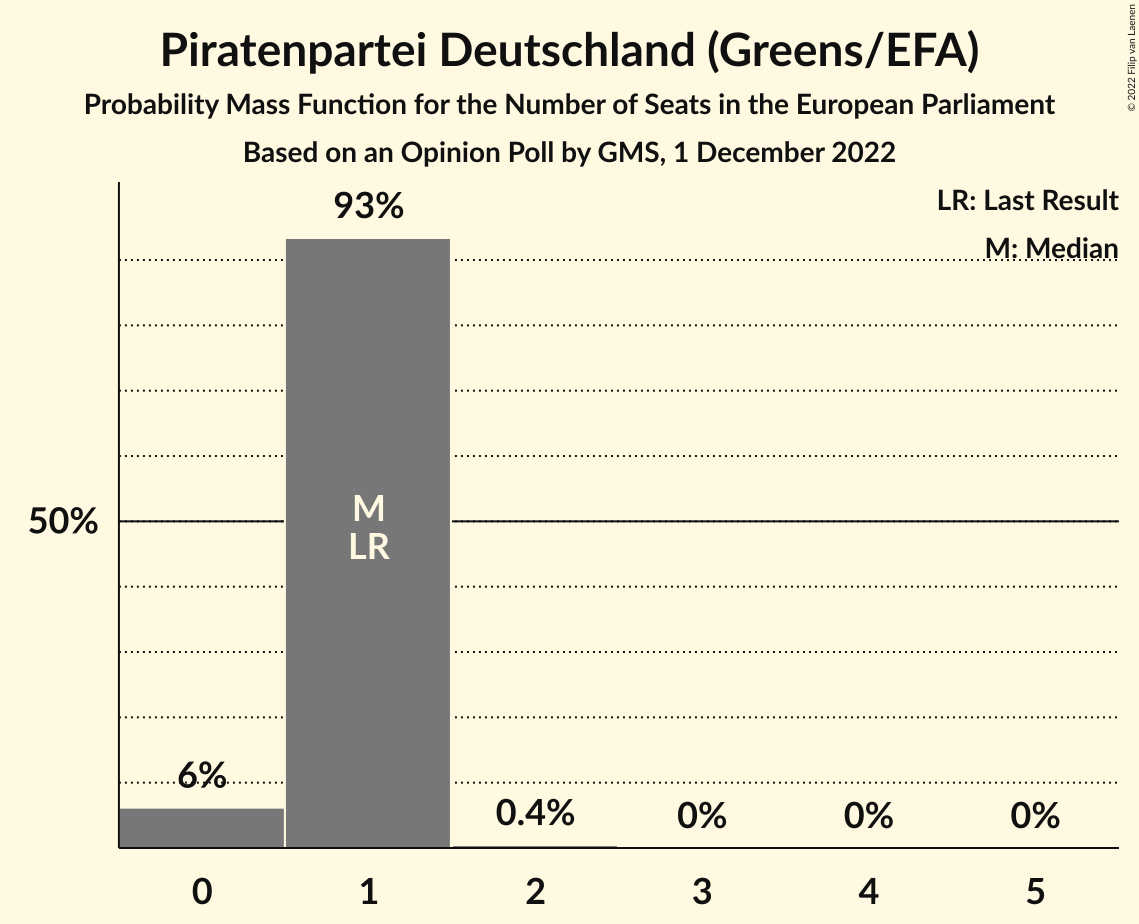 Piratenpartei Deutschland (Greens/EFA)
Probability Mass Function for the Number of Seats in the European Parliament
Based on an Opinion Poll by GMS, 1 December 2022
© 2022 Filip van Laenen
LR: Last Result
M: Median
93%
50%
M
LR
6%
0.4%
0%
0%
0%
0 1 2 3 4 5